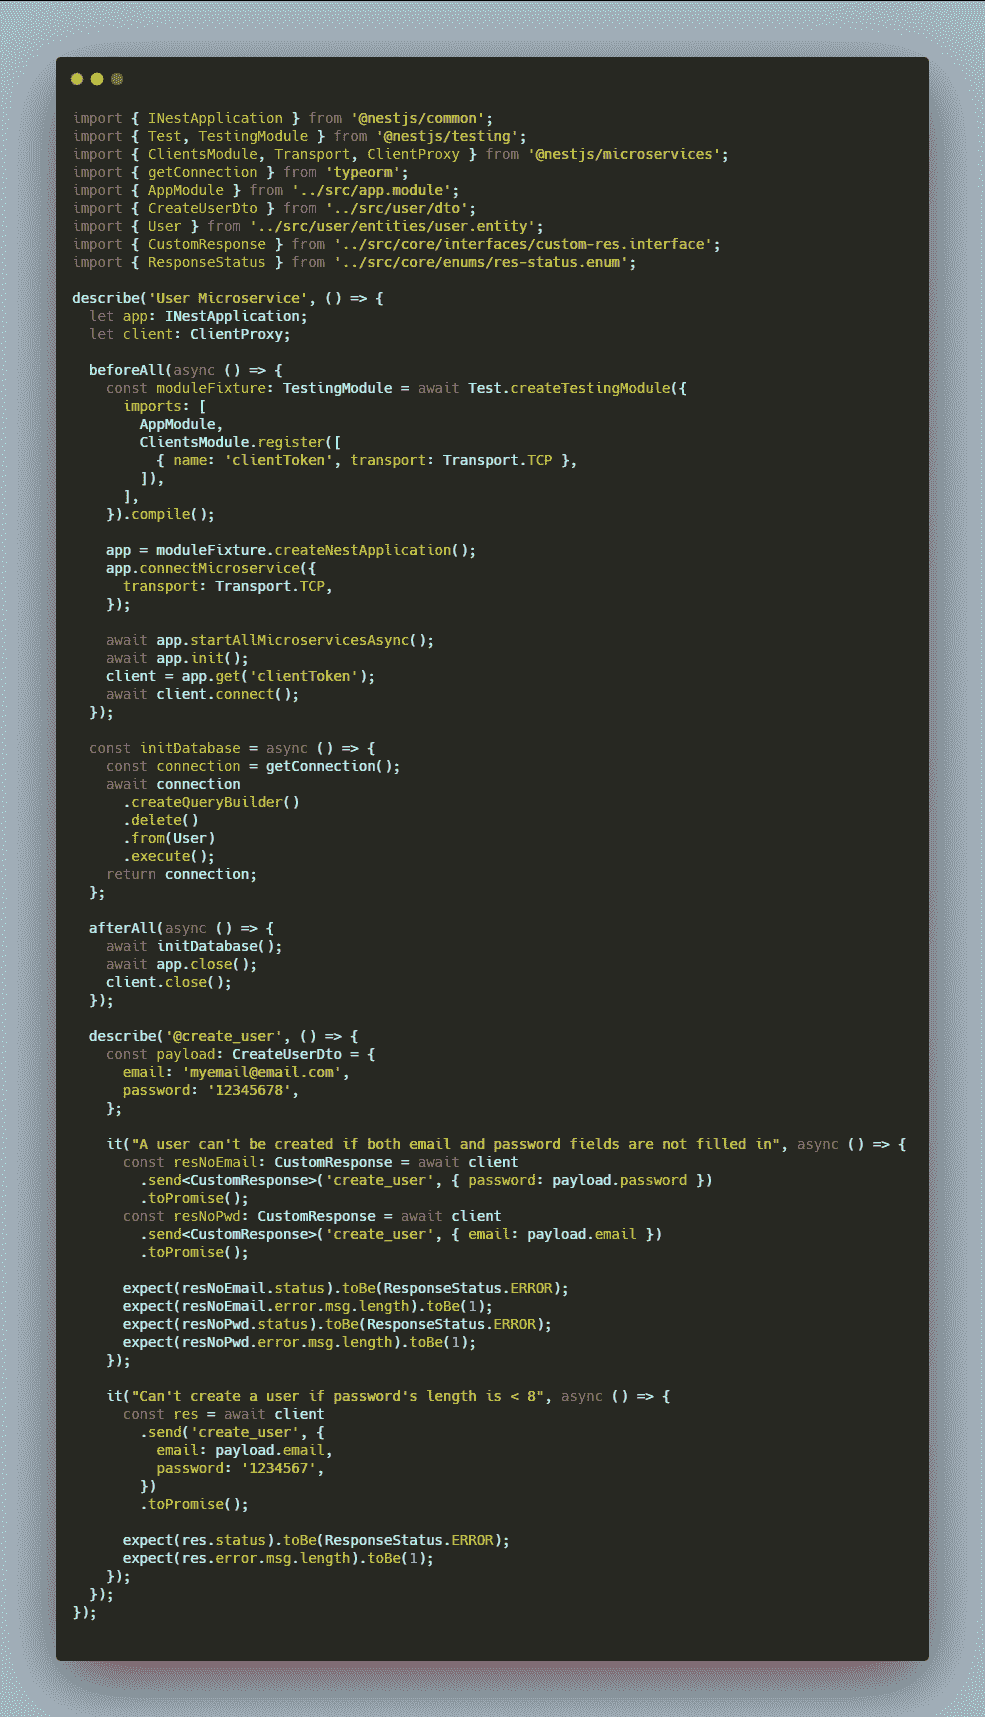 import { INestApplication } from '@nestjs/common';
import { Test, TestingModule } from '@nestjs/testing';
import { ClientsModule, Transport, ClientProxy } from '@nestjs/microservices';
import { getConnection } from 'typeorm';
import { AppModule } from '../src/app.module';
import { CreateUserDto } from '../src/user/dto';
import { User } from '../src/user/entities/user.entity';
import { CustomResponse } from '../src/core/interfaces/custom-res.interface';
import { ResponseStatus } from '../src/core/enums/res-status.enum';

describe('User Microservice', () => {
  let app: INestApplication;
  let client: ClientProxy;

  beforeAll(async () => {
    const moduleFixture: TestingModule = await Test.createTestingModule({
      imports: [
        AppModule,
        ClientsModule.register([
          { name: 'clientToken', transport: Transport.TCP },
        ]),
      ],
    }).compile();

    app = moduleFixture.createNestApplication();
    app.connectMicroservice({
      transport: Transport.TCP,
    });

    await app.startAllMicroservicesAsync();
    await app.init();
    client = app.get('clientToken');
    await client.connect();
  });

  const initDatabase = async () => {
    const connection = getConnection();
    await connection
      .createQueryBuilder()
      .delete()
      .from(User)
      .execute();
    return connection;
  };

  afterAll(async () => {
    await initDatabase();
    await app.close();
    client.close();
  });

  describe('@create_user', () => {
    const payload: CreateUserDto = {
      email: 'myemail@email.com',
      password: '12345678',
    };

    it("A user can't be created if both email and password fields are not filled in", async () => {
      const resNoEmail: CustomResponse = await client
        .send<CustomResponse>('create_user', { password: payload.password })
        .toPromise();
      const resNoPwd: CustomResponse = await client
        .send<CustomResponse>('create_user', { email: payload.email })
        .toPromise();

      expect(resNoEmail.status).toBe(ResponseStatus.ERROR);
      expect(resNoEmail.error.msg.length).toBe(1);
      expect(resNoPwd.status).toBe(ResponseStatus.ERROR);
      expect(resNoPwd.error.msg.length).toBe(1);
    });

    it("Can't create a user if password's length is < 8", async () => {
      const res = await client
        .send('create_user', {
          email: payload.email,
          password: '1234567',
        })
        .toPromise();

      expect(res.status).toBe(ResponseStatus.ERROR);
      expect(res.error.msg.length).toBe(1);
    });
  });
});